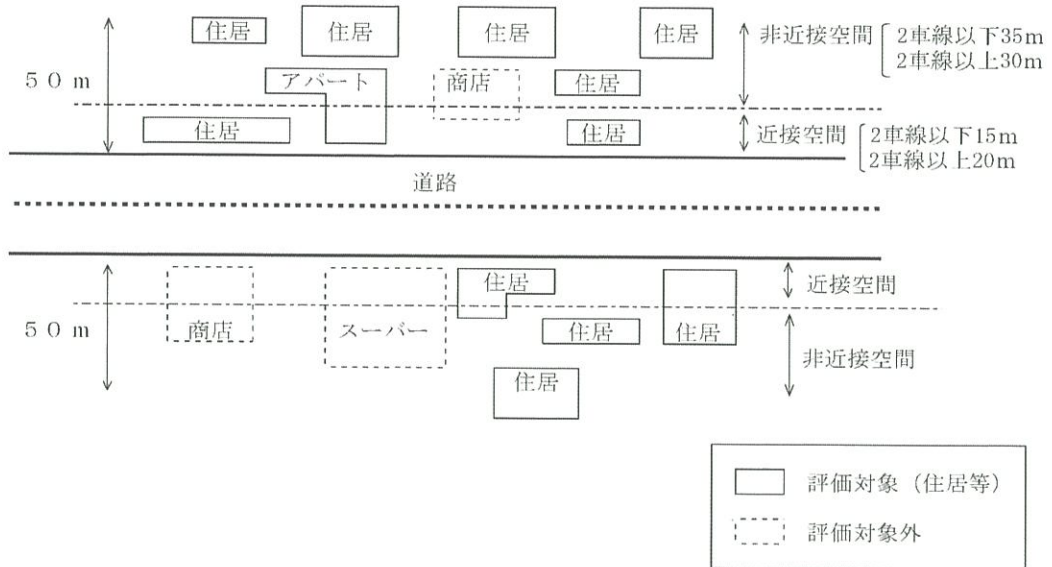 住居
住居
住居
住居
非近接空間
2車線以下35m
2車線以上30m
50m
アパート
商店
住居
住居
住居
近接空間
2車線以下15m
2車線以上20m
道路
住居
近接空間
50m
商店
スーパー
住居
住居
非近接空間
住居
評価対象（住居等）
評価対象外